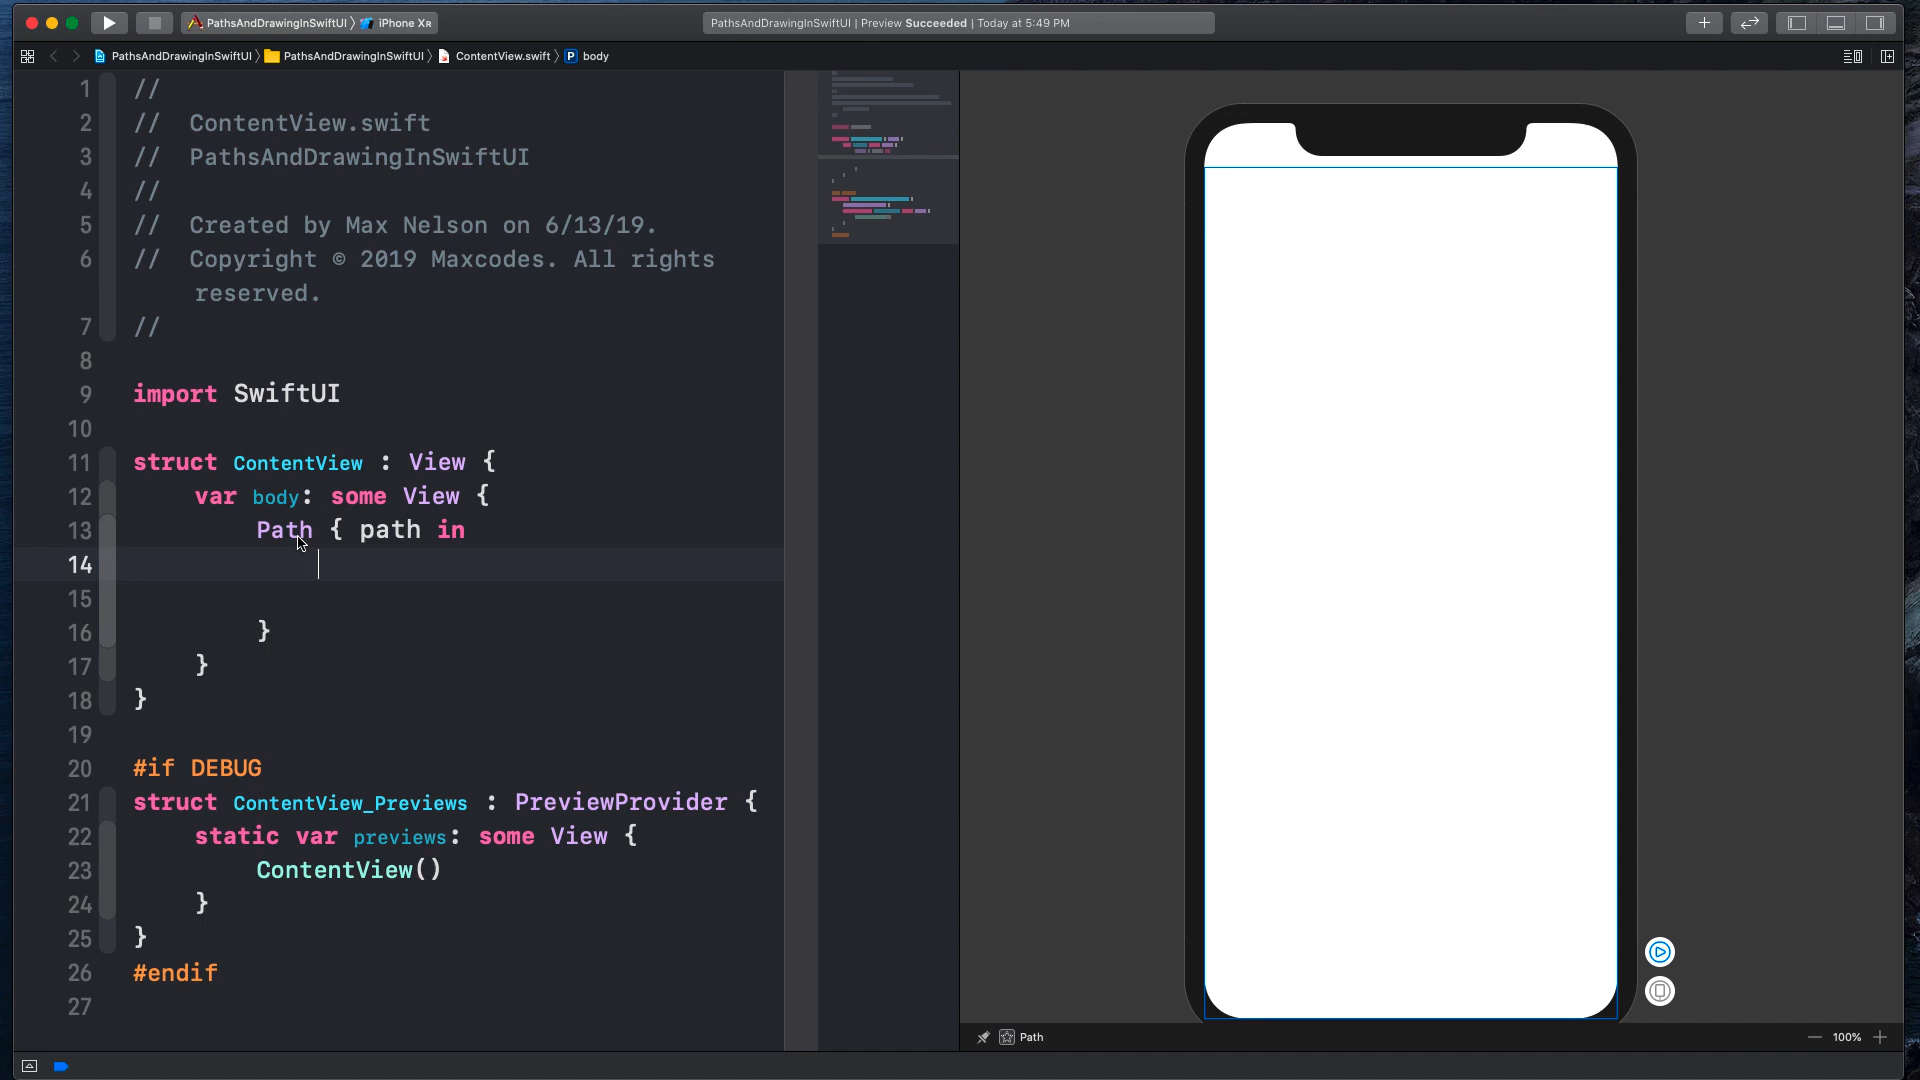 PathsAndDrawingInSwiftUI 〉 iPhone Xʀ
PathsAndDrawingInSwiftUI | Preview Succeeded | Today at 5:49 PM
PathsAndDrawingInSwiftUI 〉 PathsAndDrawingInSwiftUI 〉 ContentView.swift 〉 P body
1 //
2 //  ContentView.swift
3 //  PathsAndDrawingInSwiftUI
4 //
5 //  Created by Max Nelson on 6/13/19.
6 //  Copyright © 2019 Maxcodes. All rights
reserved.
7 //
8
9 import SwiftUI
10
11 struct ContentView : View {
12 var body: some View {
13 Path { path in
14
15
16 }
17 }
18 }
19
20 #if DEBUG
21 struct ContentView_Previews : PreviewProvider {
22 static var previews: some View {
23 ContentView()
24 }
25 }
26 #endif
27
Path
100%